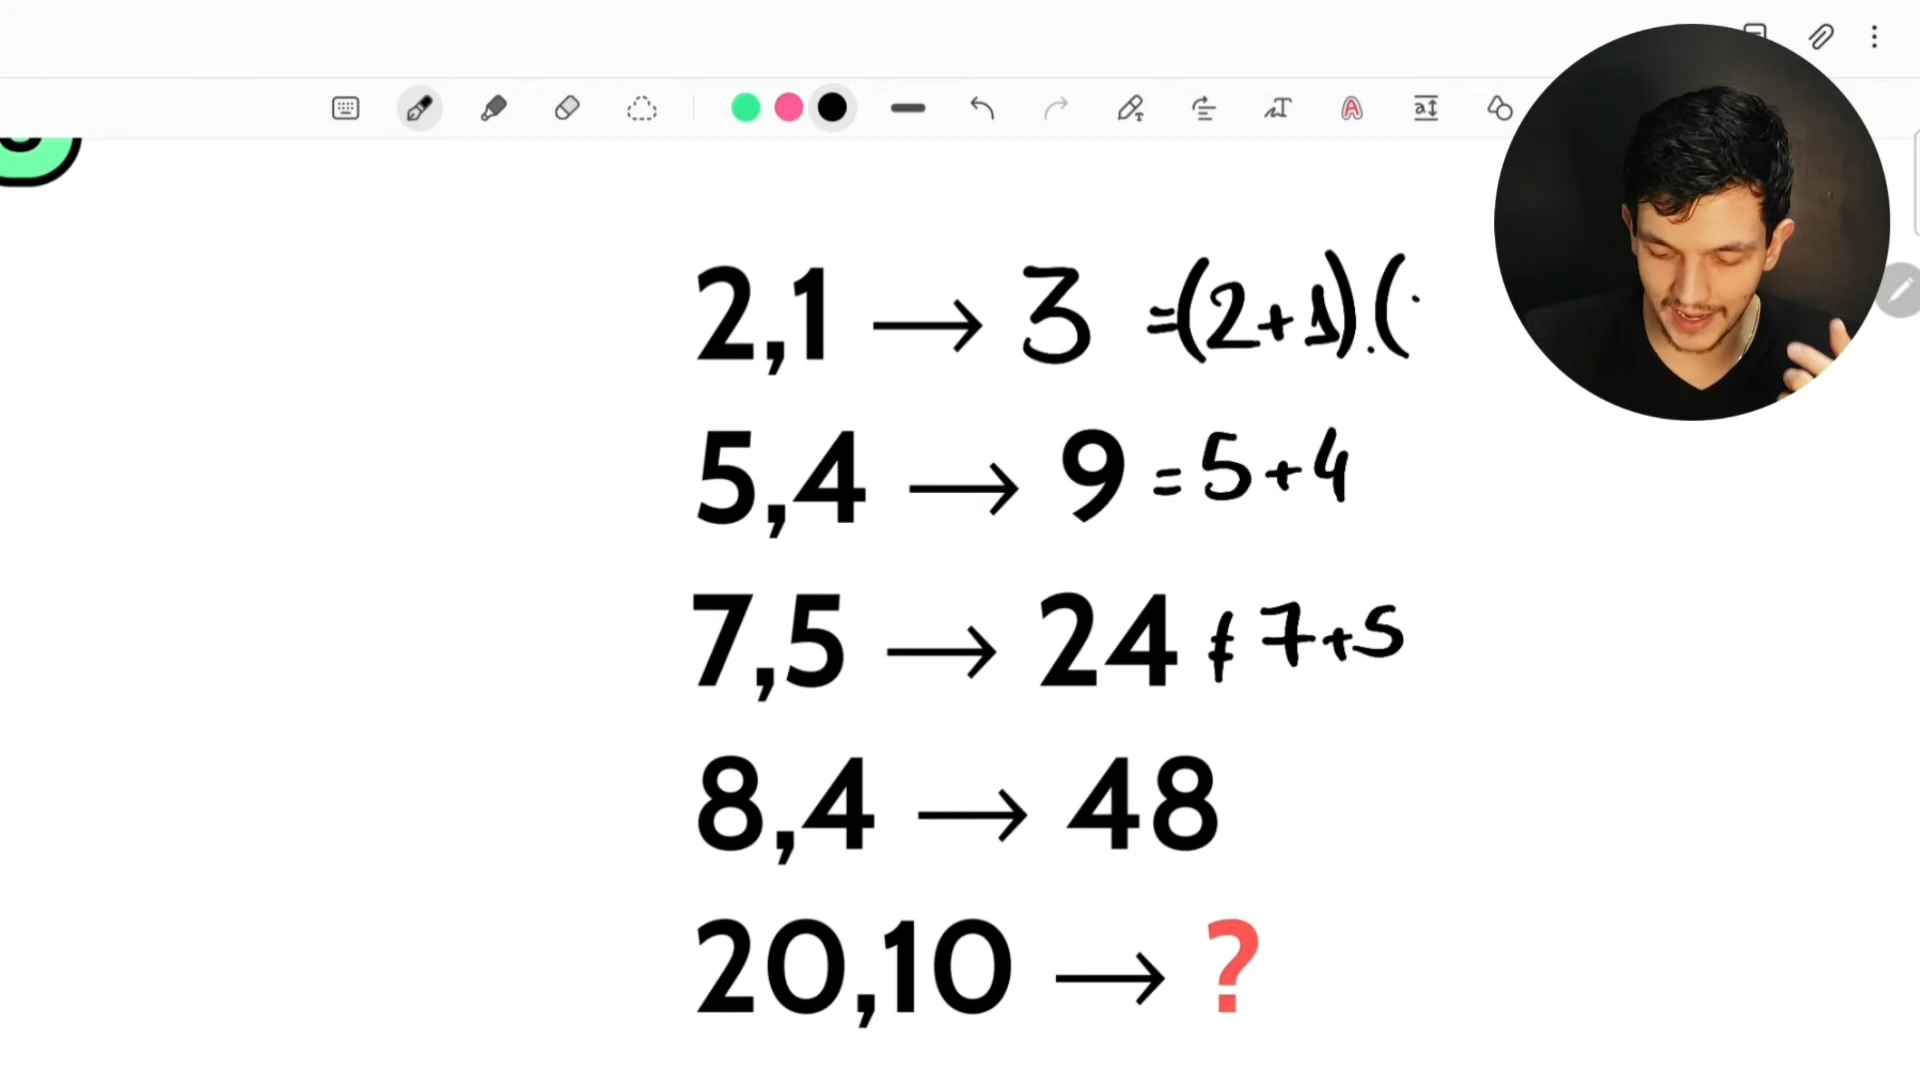 2,1 → 3 =(2+1).(
5,4 → 9 = 5+4
7,5 → 24 ≠ 7+5
8,4 → 48
20,10 → ?